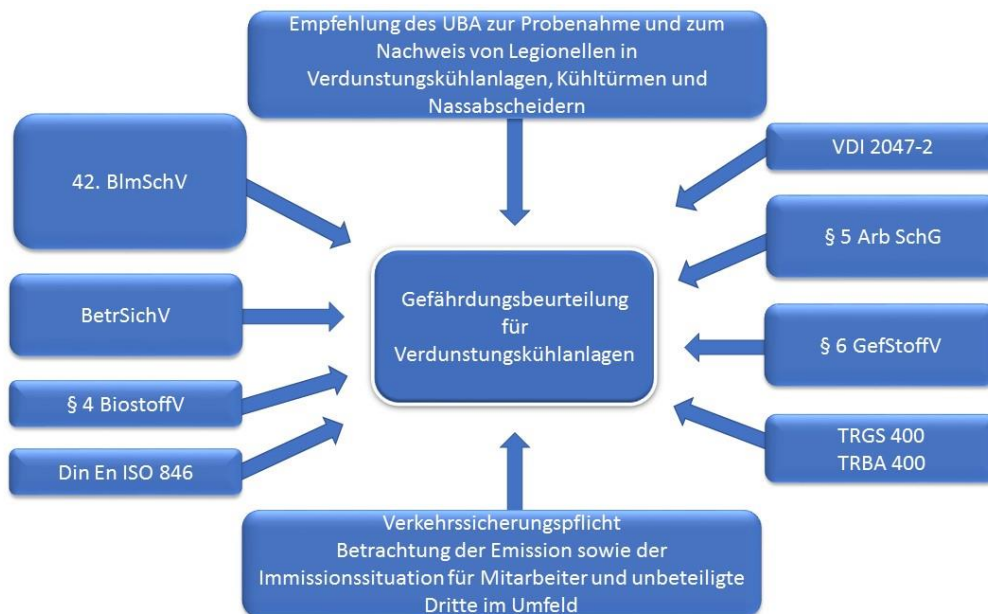 Empfehlung des UBA zur Probenahme und zum
Nachweis von Legionellen in
Verdunstungskühlanlagen, Kühltürmen und
Nassabscheidern
42. BlmSchV
VDI 2047-2
§ 5 Arb SchG
BetrSichV
Gefährdungsbeurteilung
für
Verdunstungskühlanlagen
§ 6 GefStoffV
§ 4 BiostoffV
Din En ISO 846
TRGS 400
TRBA 400
Verkehrssicherungspflicht
Betrachtung der Emission sowie der
Immissionssituation für Mitarbeiter und unbeteiligte
Dritte im Umfeld